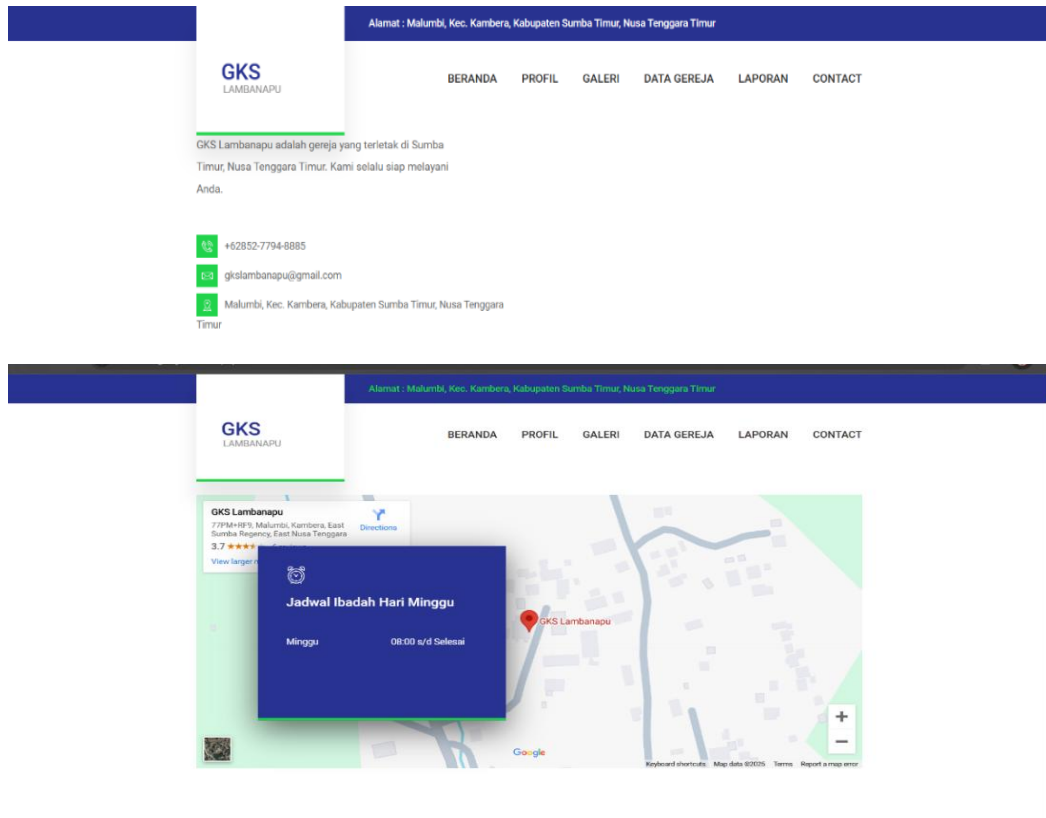 Alamat : Malumbi, Kec. Kambera, Kabupaten Sumba Timur, Nusa Tenggara Timur
GKS
LAMBANAPU
BERANDA PROFIL GALERI DATA GEREJA LAPORAN CONTACT
GKS Lambanapu adalah gereja yang terletak di Sumba
Timur, Nusa Tenggara Timur. Kami selalu siap melayani
Anda.
+62852-7794-8885
gkslambanapu@gmail.com
Malumbi, Kec. Kambera, Kabupaten Sumba Timur, Nusa Tenggara
Timur
Alamat : Malumbi, Kec. Kambera, Kabupaten Sumba Timur, Nusa Tenggara Timur
GKS
LAMBANAPU
BERANDA PROFIL GALERI DATA GEREJA LAPORAN CONTACT
GKS Lambanapu
77PM+RF9, Malumbi, Kambera, East
Sumba Regency, East Nusa Tenggara
Directions
3.7
View larger
Jadwal Ibadah Hari Minggu
Minggu 08:00 s/d Selesai
GKS Lambanapu
Google
Keyboard shortcuts Map data ©2025 Terms Report a map error